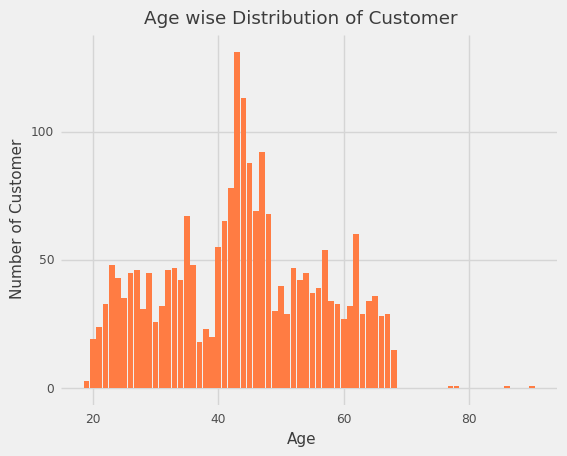 Age wise Distribution of Customer
Number of Customer
100
50
0
20 40 60 80
Age